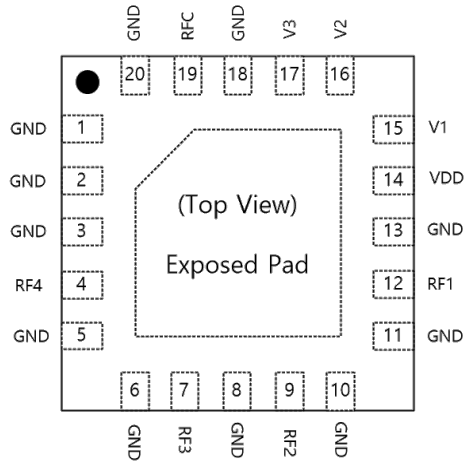 GND RFC GND V3 V2
20 19 18 17 16
GND 1 15 V1
GND 2 14 VDD
(Top View)
GND 3 13 GND
Exposed Pad
RF4 4 12 RF1
GND 5 11 GND
6 7 8 9 10
GND RF3 GND RF2 GND